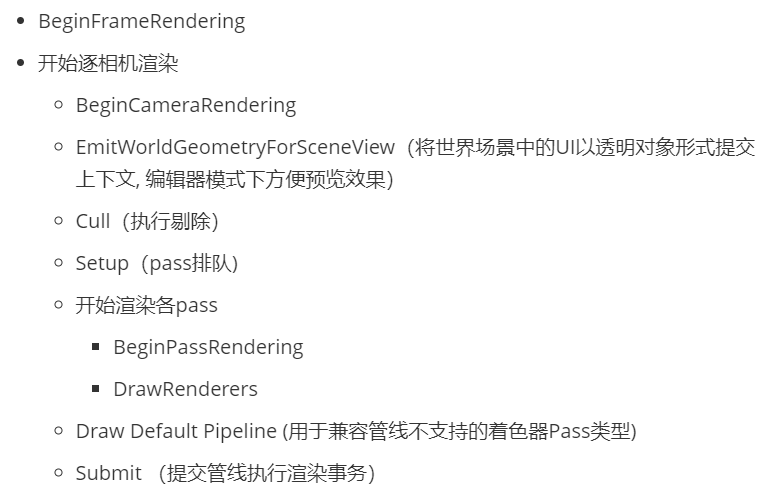 BeginFrameRendering
开始逐相机渲染
BeginCameraRendering
EmitWorldGeometryForSceneView（将世界场景中的UI以透明对象形式提交
上下文, 编辑器模式下方便预览效果）
Cull（执行剔除）
Setup（pass排队)
开始渲染各pass
BeginPassRendering
DrawRenderers
Draw Default Pipeline (用于兼容管线不支持的着色器Pass类型)
Submit （提交管线执行渲染事务）